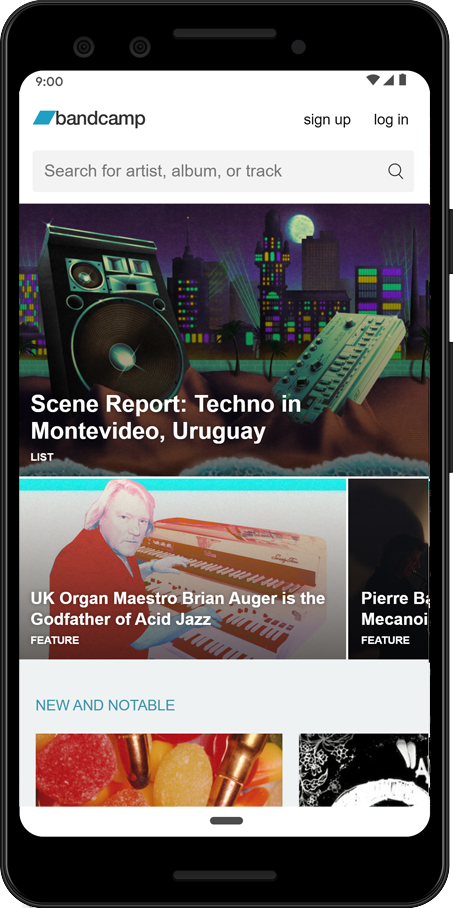 9:00
bandcamp
sign up
log in
Search for artist, album, or track
Scene Report: Techno in
Montevideo, Uruguay
LIST
UK Organ Maestro Brian Auger is the
Godfather of Acid Jazz
FEATURE
Pierre Ba
Mecanoi
FEATURE
NEW AND NOTABLE